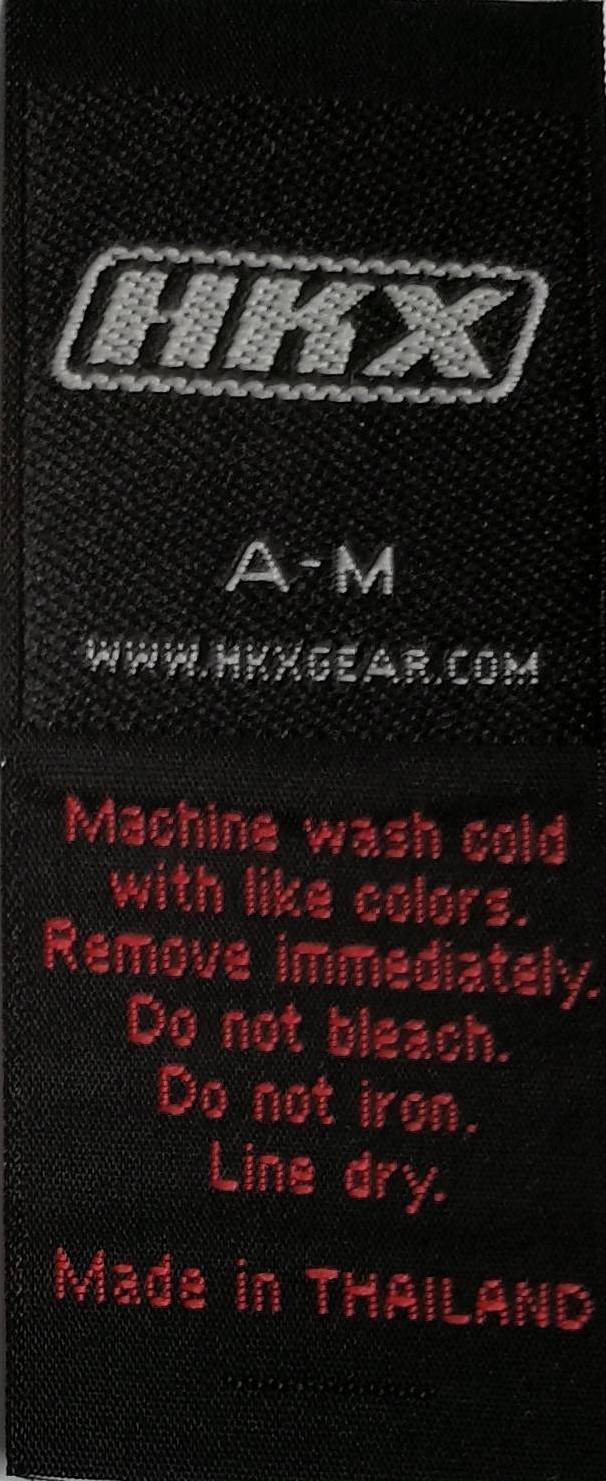 HKX
A-M
WWW.HKXGEAR.COM
Machine wash cold
with like colors.
Remove immediately.
Do not bleach.
Do not iron.
Line dry.
Made in THAILAND